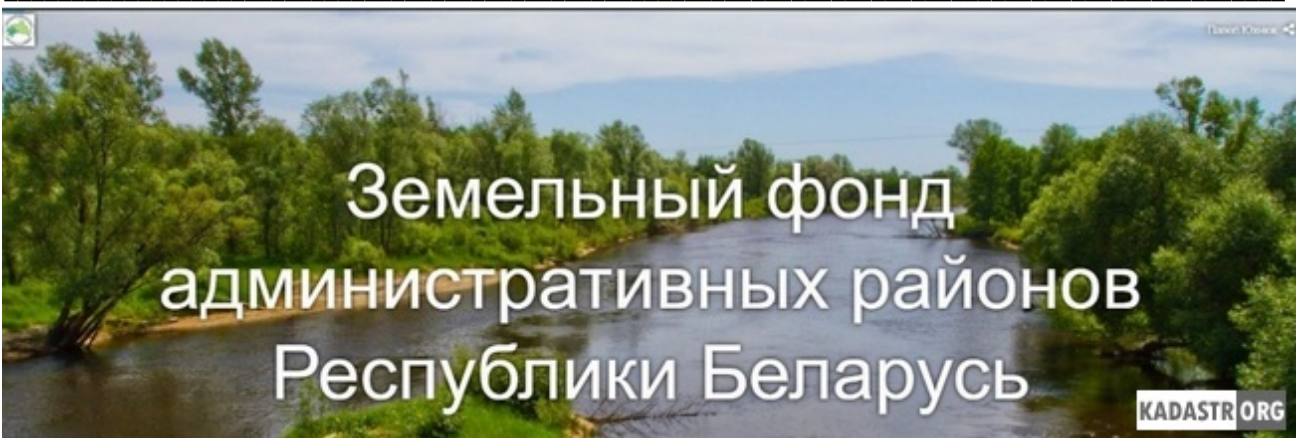 Земельный фонд
административных районов
Республики Беларусь
KADASTR ORG